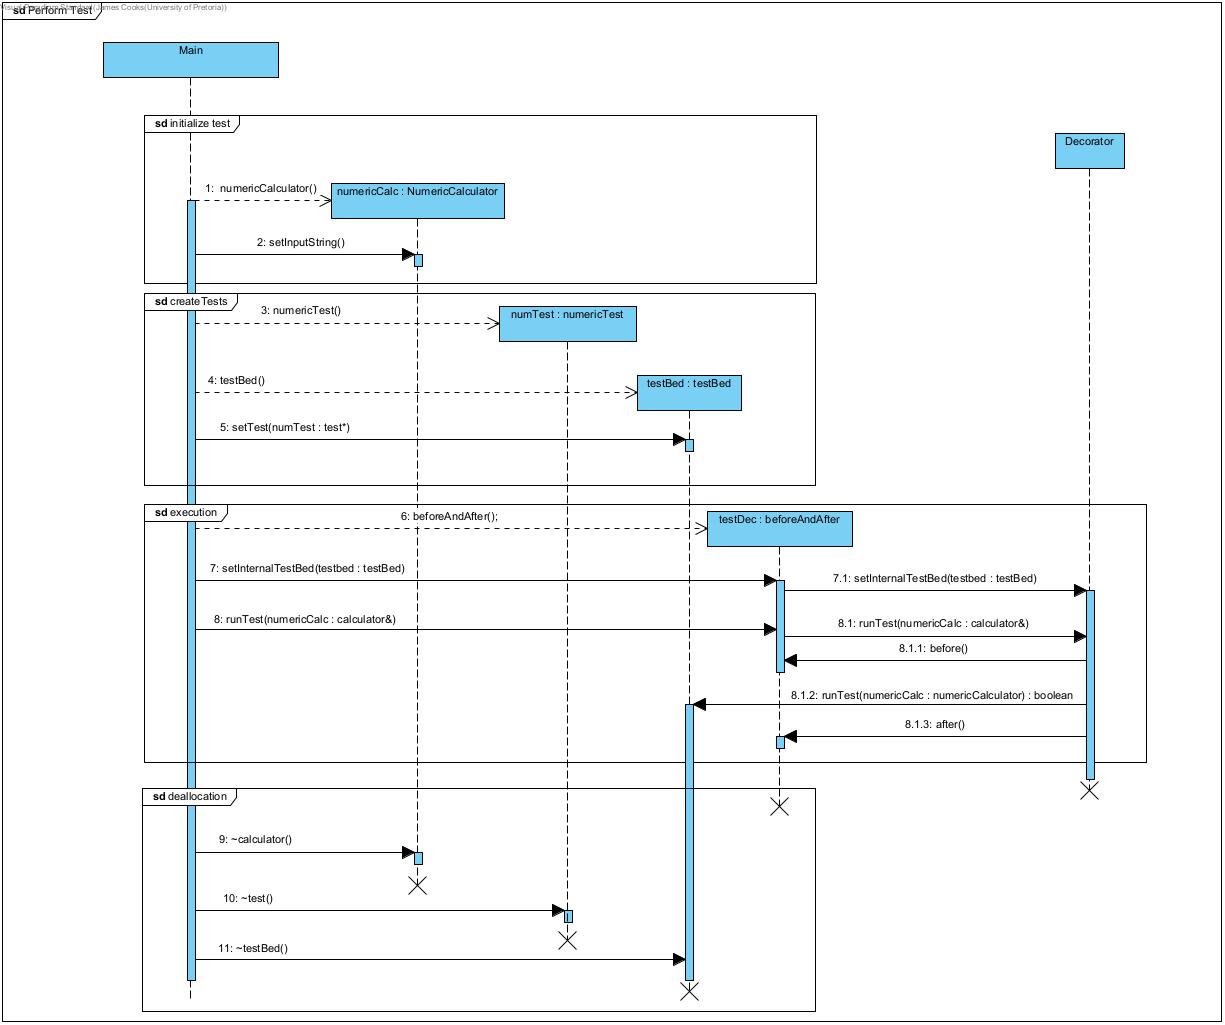 Visual Paradigm Standard(James Cooks(University of Pretoria))
sd Perform Test
Main
sd initialize test
Decorator
1: numericCalculator()
numericCalc : NumericCalculator
2: setInputString()
sd createTests
3: numericTest()
numTest : numericTest
4: testBed()
testBed : testBed
5: setTest(numTest : test*)
sd execution
6: beforeAndAfter();
testDec : beforeAndAfter
7: setInternalTestBed(testbed : testBed)
7.1: setInternalTestBed(testbed : testBed)
8: runTest(numericCalc : calculator&)
8.1: runTest(numericCalc : calculator&)
8.1.1: before()
8.1.2: runTest(numericCalc : numericCalculator) : boolean
8.1.3: after()
sd deallocation
9: ~calculator()
10: ~test()
11: ~testBed()